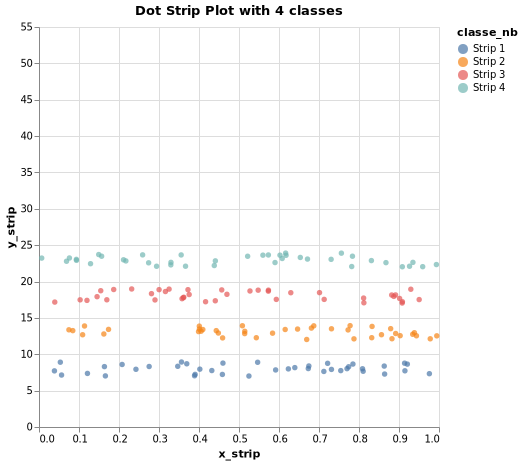 Dot Strip Plot with 4 classes
classe_nb
Strip 1
Strip 2
Strip 3
Strip 4
y_strip
55
50
45
40
35
30
25
20
15
10
5
0
0.0 0.1 0.2 0.3 0.4 0.5 0.6 0.7 0.8 0.9 1.0
x_strip